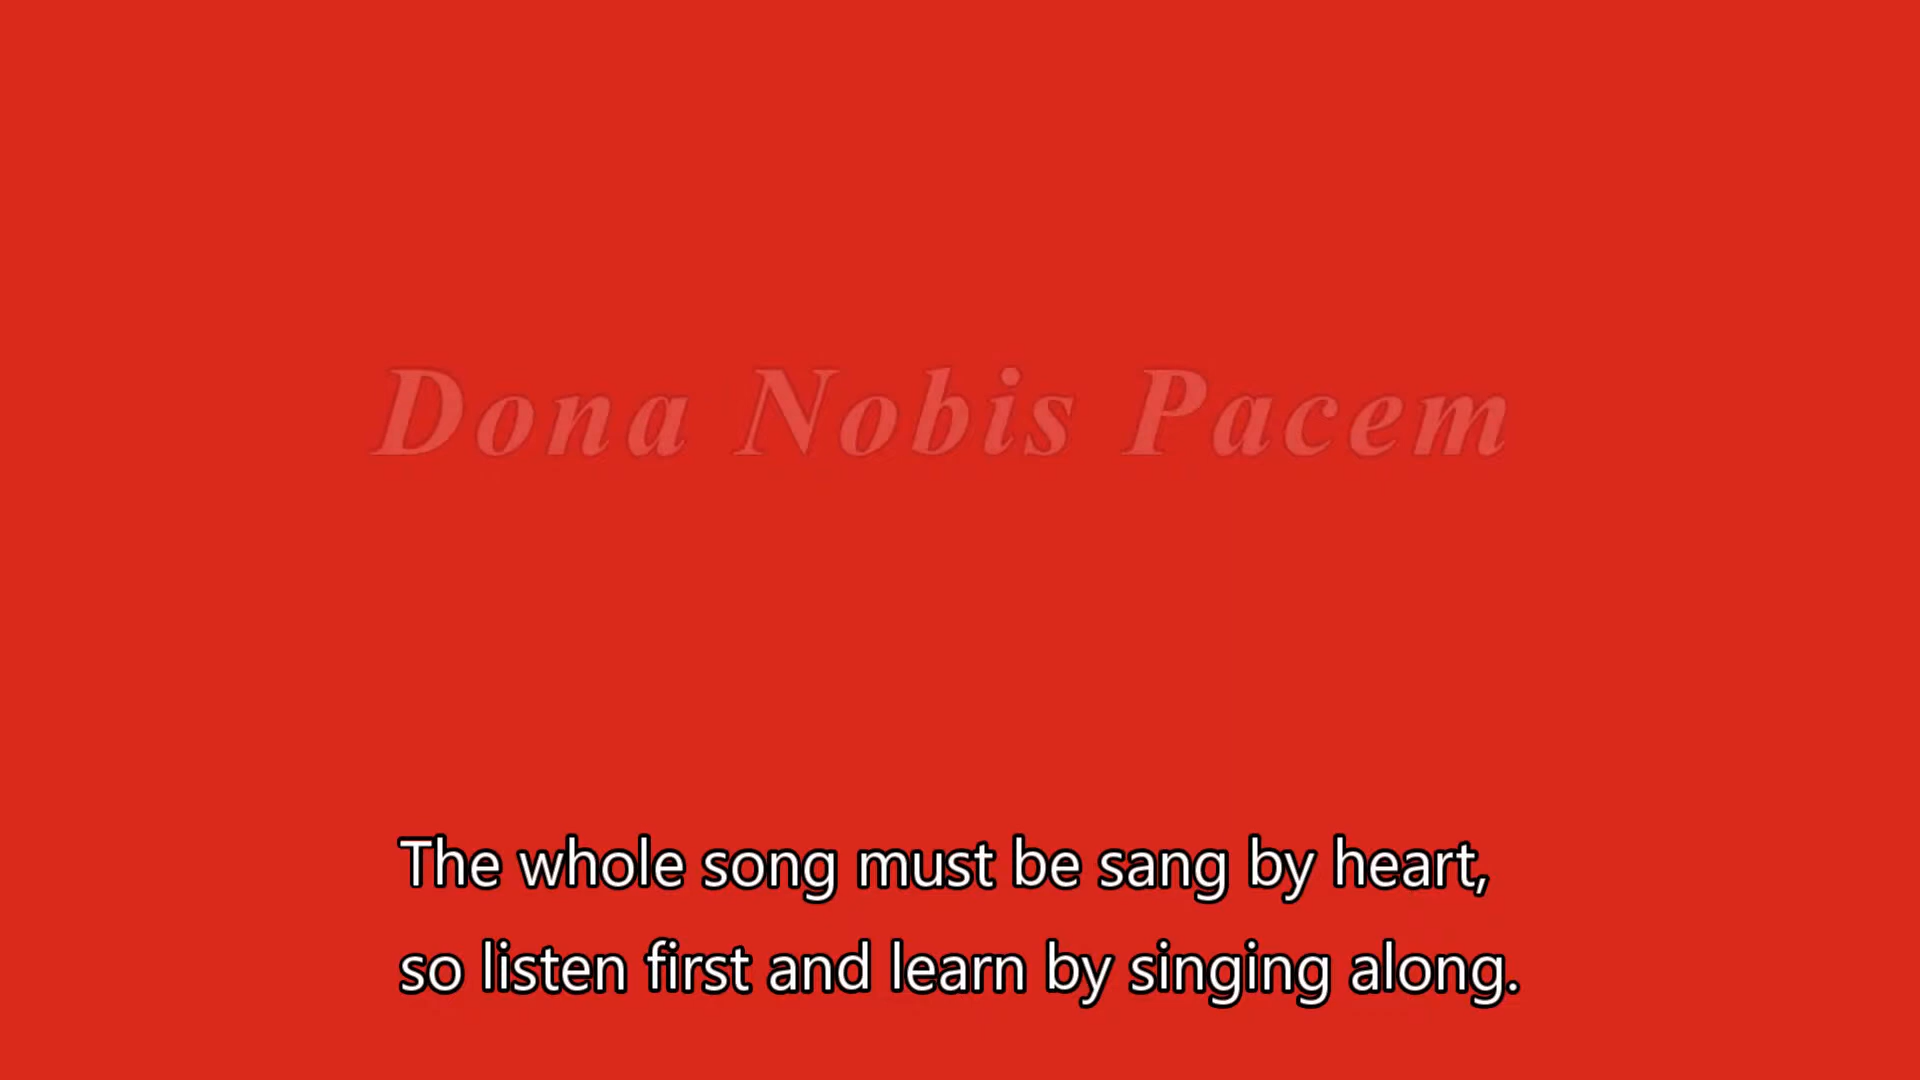 Dona Nobis Pacem
The whole song must be sang by heart,
so listen first and learn by singing along.